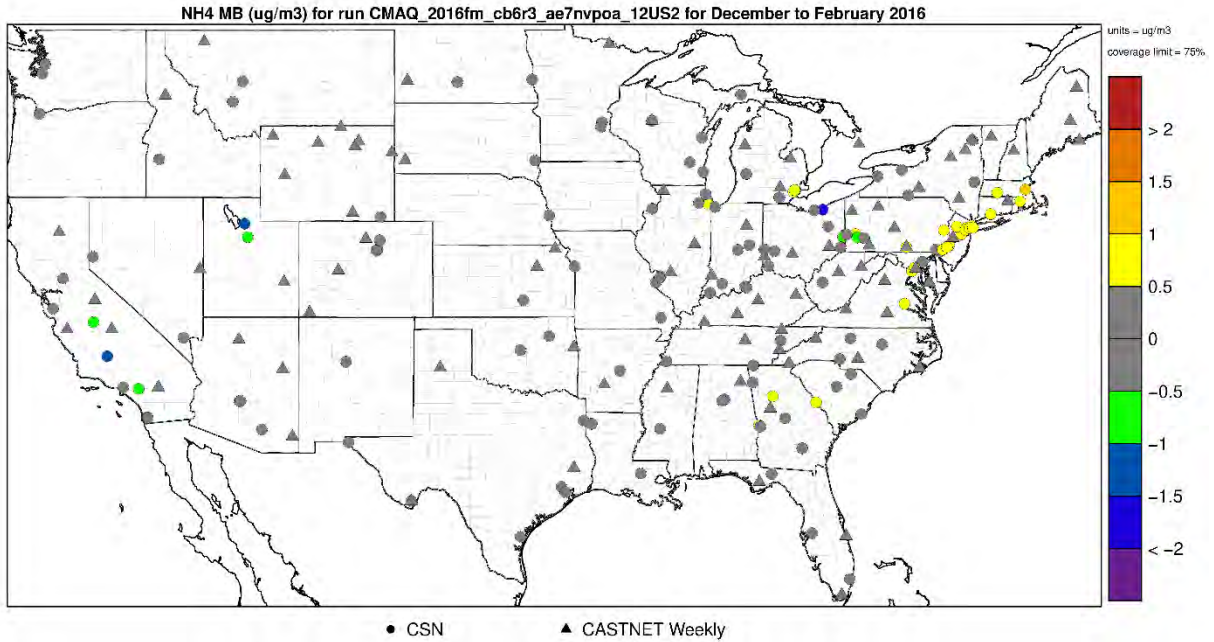 NH4 MB (ug/m3) for run CMAQ_2016fm_cb6r3_ae7nvpoa_12US2 for December to February 2016
units = ug/m3
coverage limit = 75%
> 2
1.5
1
0.5
0
−0.5
−1
−1.5
< −2
CSN
CASTNET Weekly